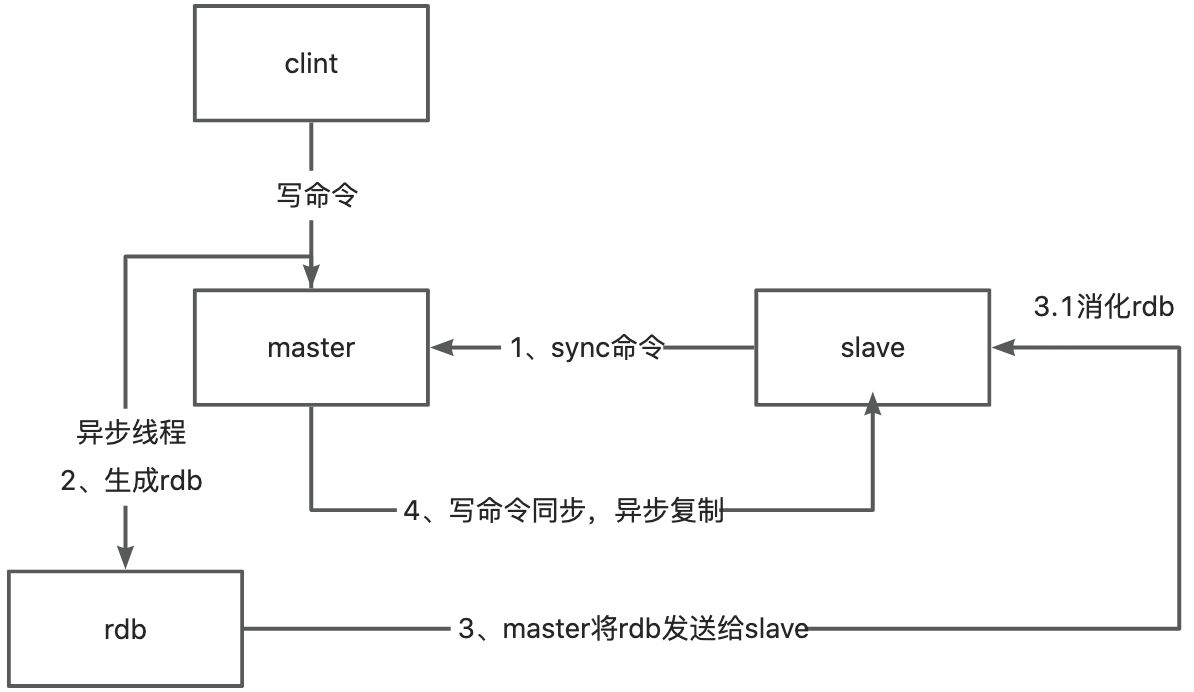 clint
写命令
master
1、sync命令
slave
3.1消化rdb
异步线程
2、生成rdb
4、写命令同步，异步复制
rdb
3、master将rdb发送给slave